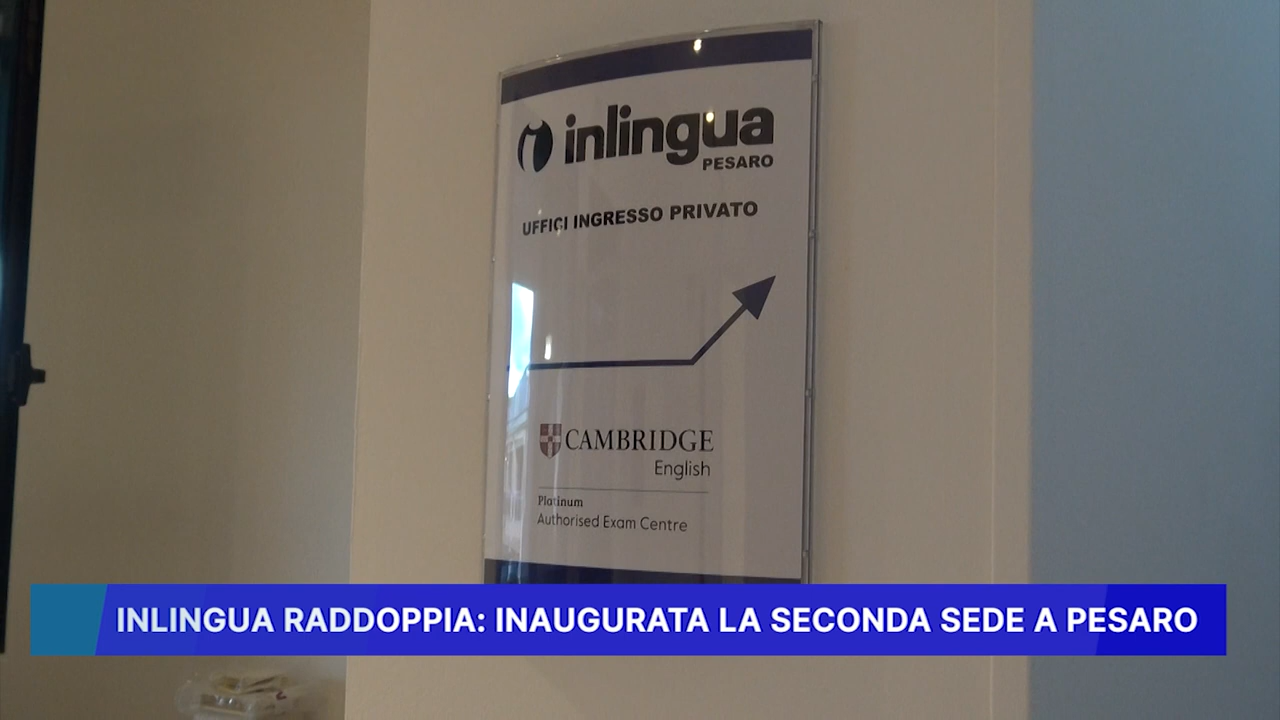 inlingua
PESARO
UFFICI INGRESSO PRIVATO
CAMBRIDGE
English
Platinum
Authorised Exam Centre
INLINGUA RADDOPPIA: INAUGURATA LA SECONDA SEDE A PESARO